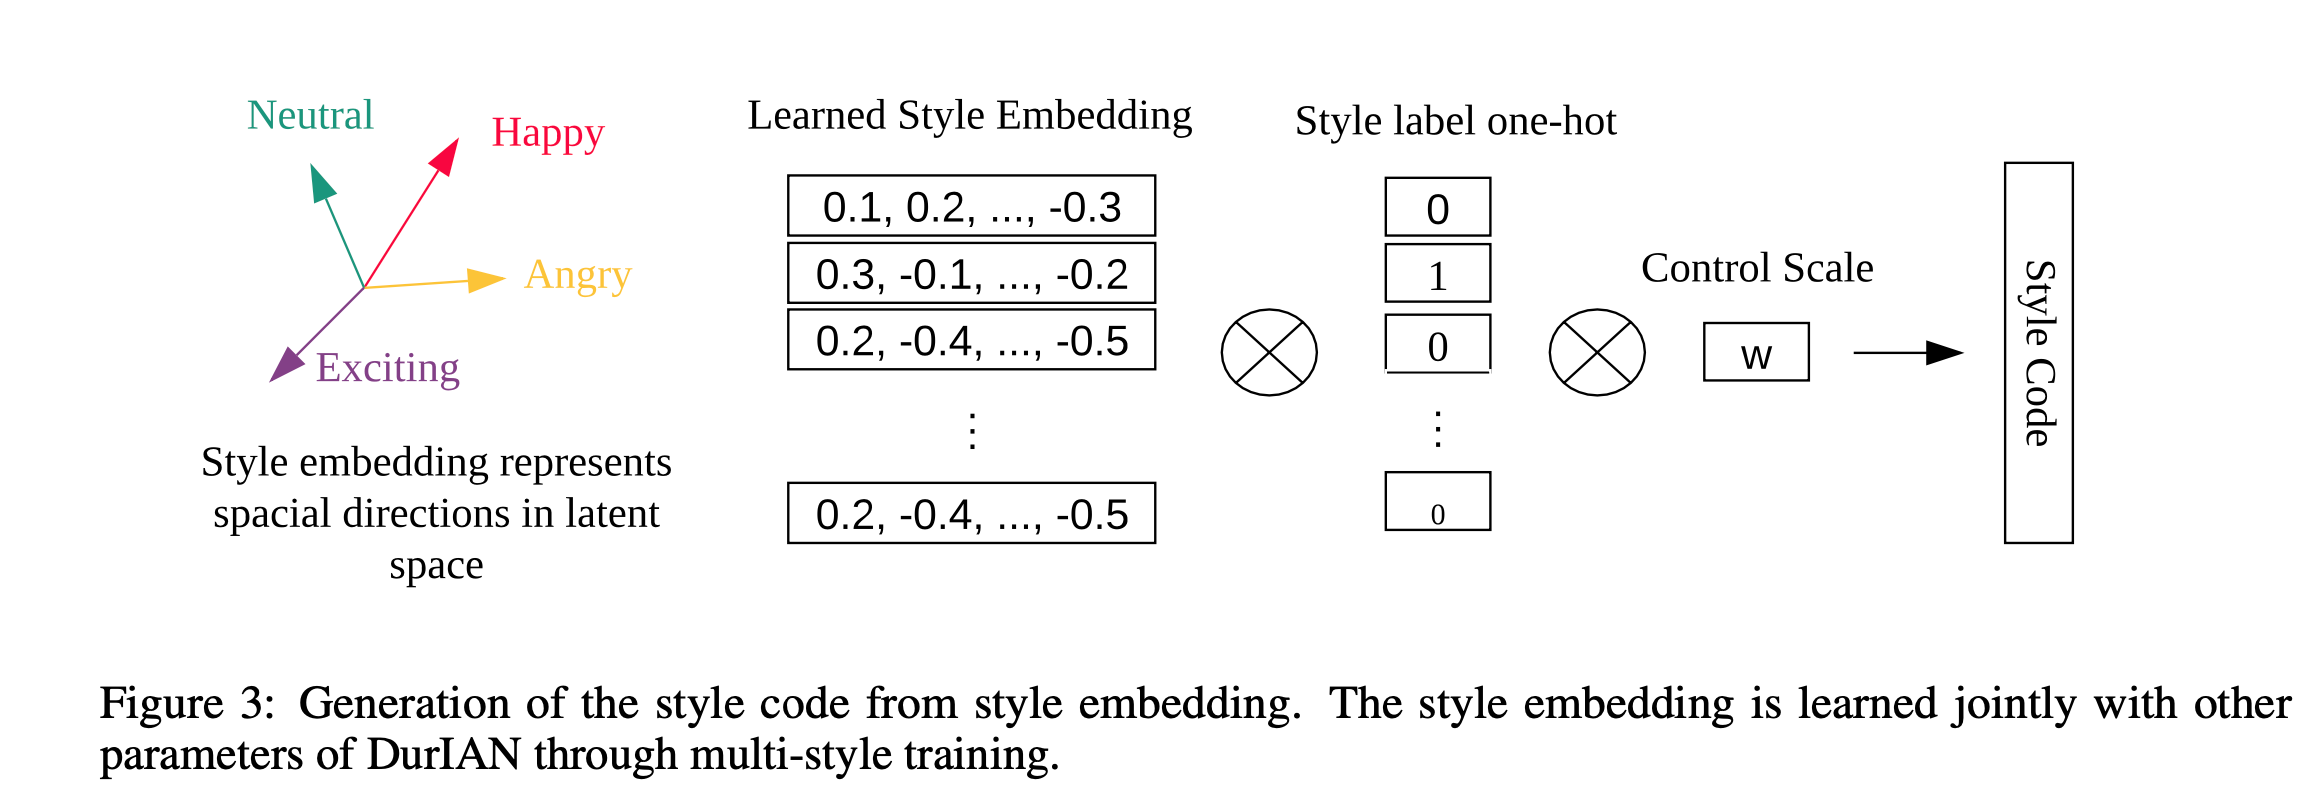 Neutral
Happy
Angry
Exciting
Style embedding represents
spacial directions in latent
space
Learned Style Embedding
0.1, 0.2, ..., -0.3
0.3, -0.1, ..., -0.2
0.2, -0.4, ..., -0.5
⋮
0.2, -0.4, ..., -0.5
Style label one-hot
0
1
0
⋮
0
Control Scale
w
Style Code
Figure 3: Generation of the style code from style embedding. The style embedding is learned jointly with other
parameters of DurIAN through multi-style training.